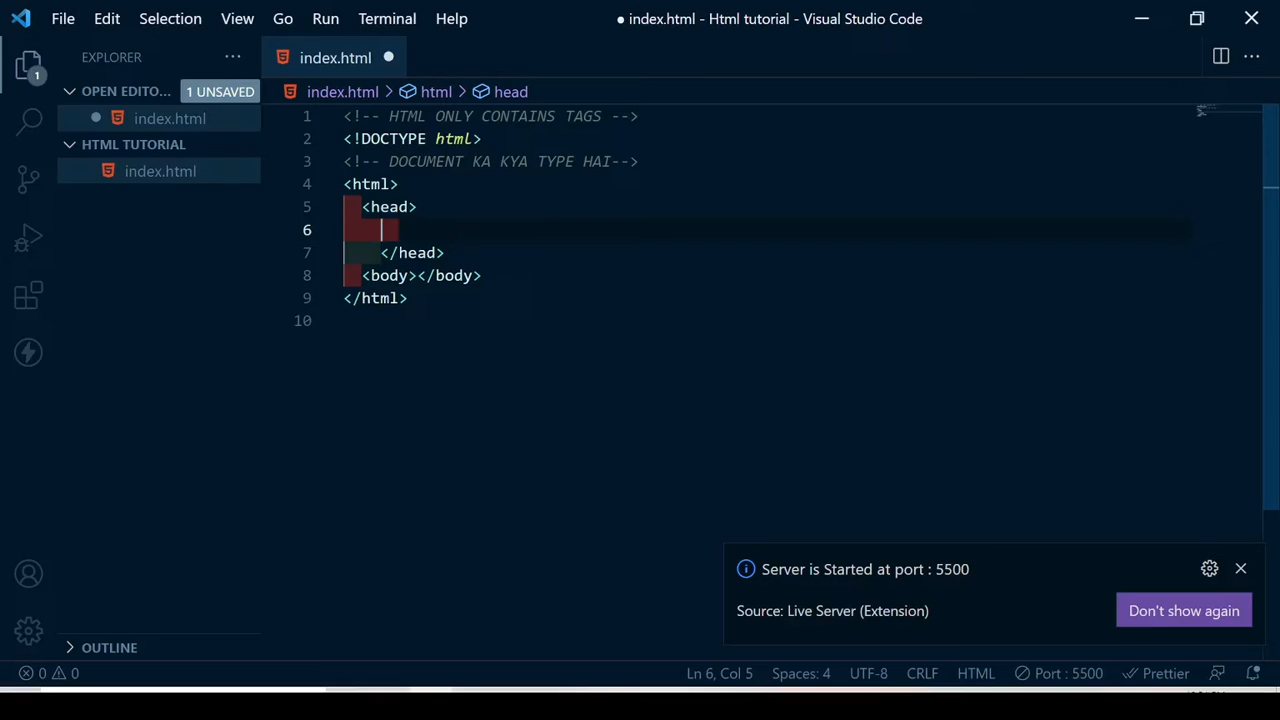 File Edit Selection View Go Run Terminal Help
● index.html - Html tutorial - Visual Studio Code
EXPLORER
1
OPEN EDITO...
1 UNSAVED
index.html
HTML TUTORIAL
index.html
OUTLINE
index.html
index.html > html > head
1 <!-- HTML ONLY CONTAINS TAGS -->
2 <!DOCTYPE html>
3 <!-- DOCUMENT KA KYA TYPE HAI-->
4 <html>
5 <head>
6
7 </head>
8 <body></body>
9 </html>
10
Server is Started at port : 5500
Source: Live Server (Extension)
Don't show again
0 0
Ln 6, Col 5 Spaces: 4 UTF-8 CRLF HTML Port : 5500 Prettier